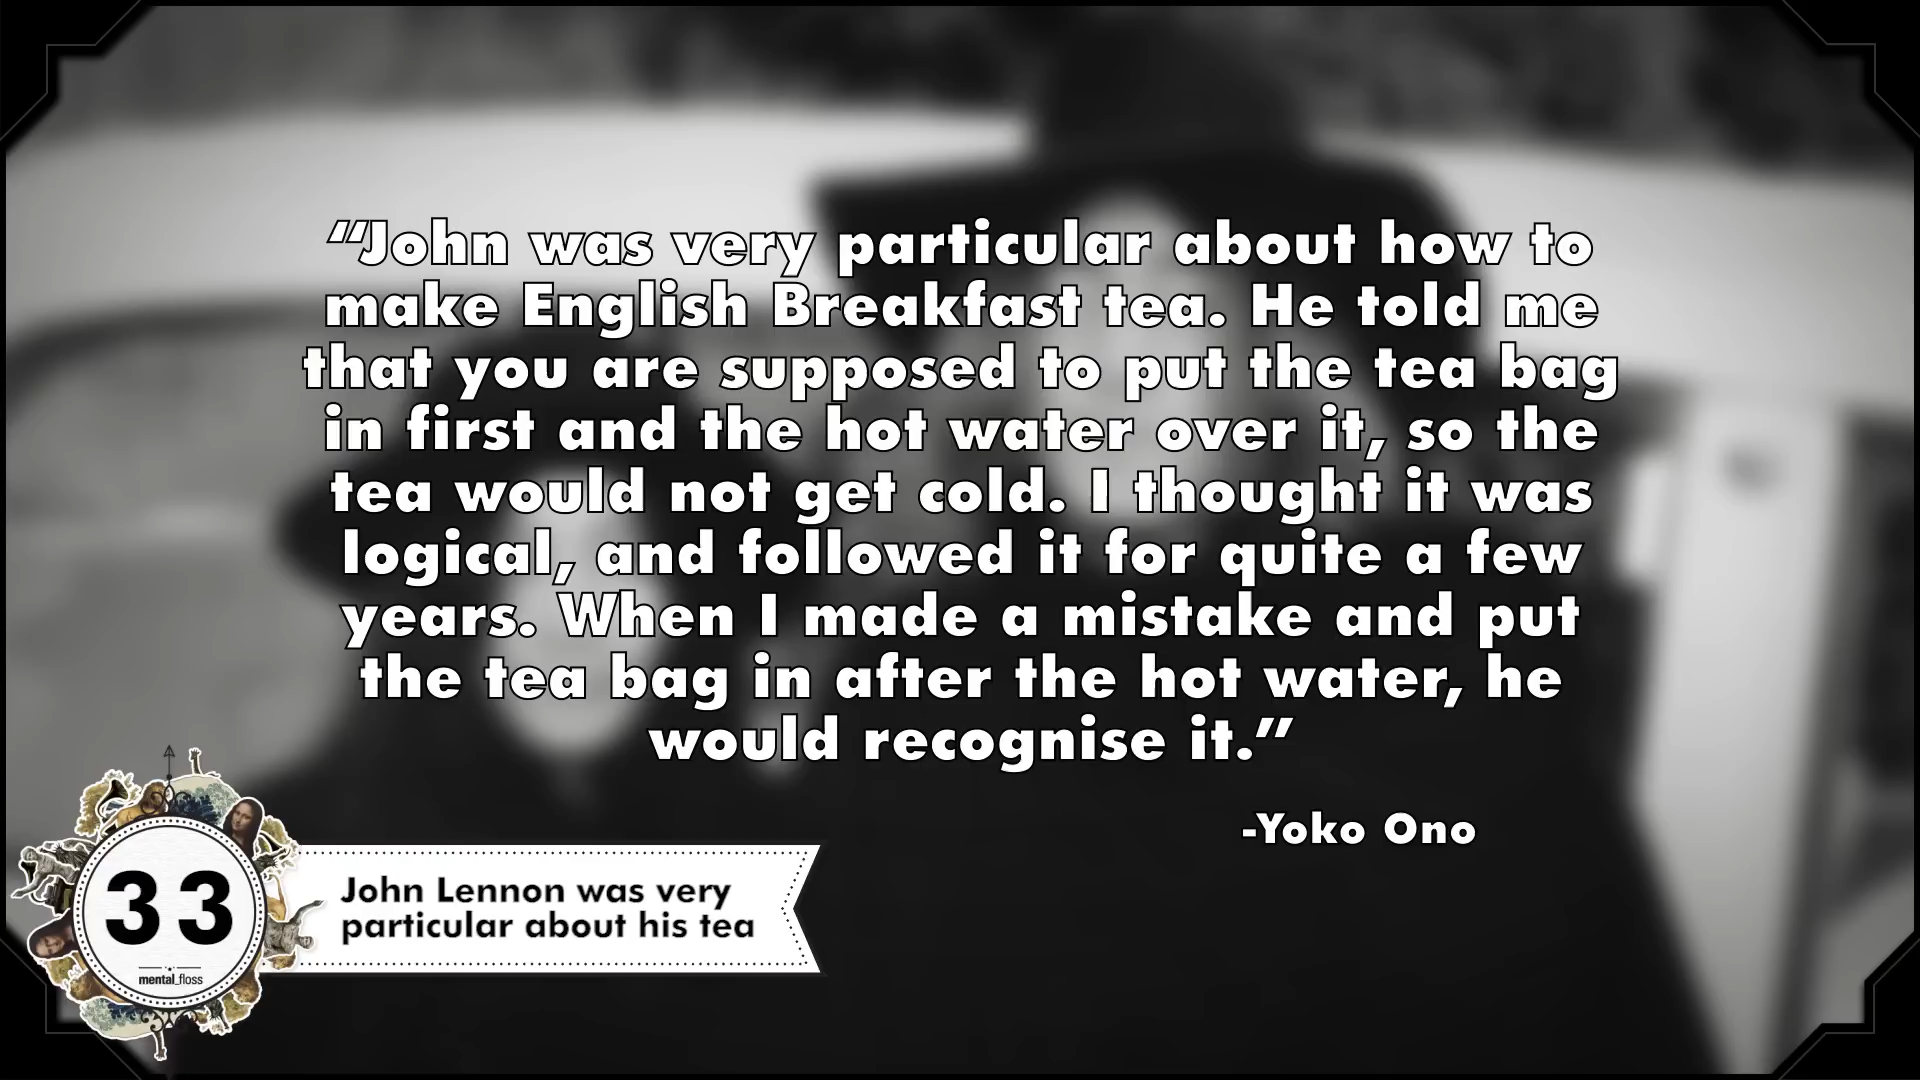 “John was very particular about how to
make English Breakfast tea. He told me
that you are supposed to put the tea bag
in first and the hot water over it, so the
tea would not get cold. I thought it was
logical, and followed it for quite a few
years. When I made a mistake and put
the tea bag in after the hot water, he
would recognise it.”
-Yoko Ono
33
mental_floss
John Lennon was very
particular about his tea